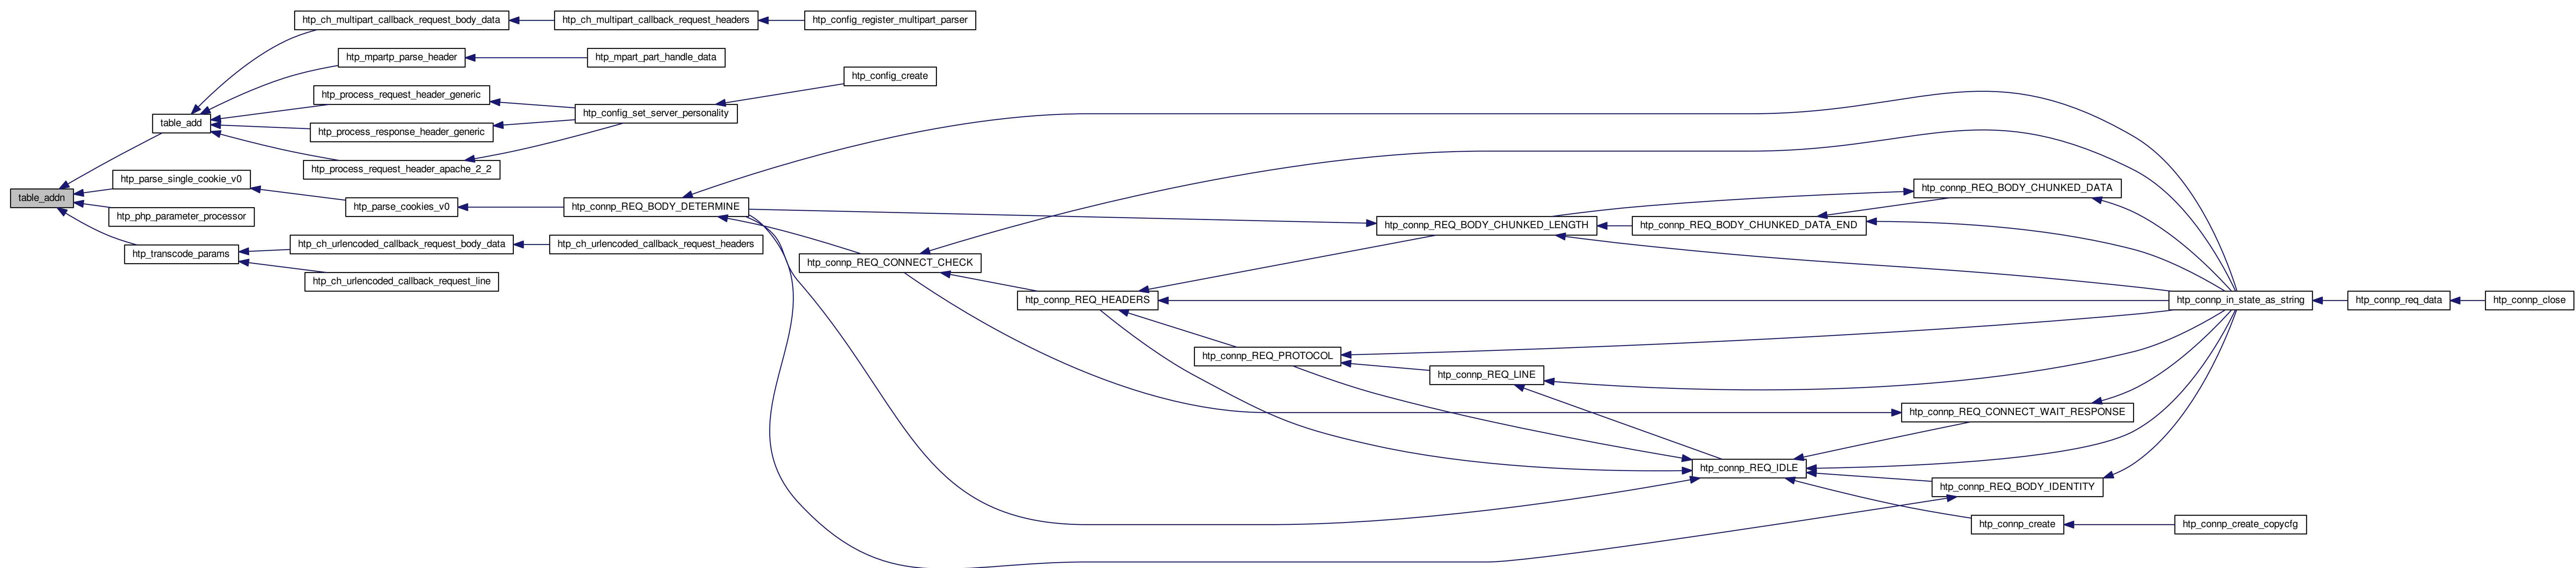 htp_ch_multipart_callback_request_body_data
htp_ch_multipart_callback_request_headers
htp_config_register_multipart_parser
htp_mpartp_parse_header
htp_mpart_part_handle_data
htp_config_create
htp_process_request_header_generic
htp_config_set_server_personality
table_add
htp_process_response_header_generic
htp_process_request_header_apache_2_2
htp_parse_single_cookie_v0
table_addn
htp_parse_cookies_v0
htp_php_parameter_processor
htp_connp_REQ_BODY_DETERMINE
htp_connp_REQ_BODY_CHUNKED_DATA
htp_connp_REQ_BODY_CHUNKED_LENGTH
htp_connp_REQ_BODY_CHUNKED_DATA_END
htp_ch_urlencoded_callback_request_body_data
htp_ch_urlencoded_callback_request_headers
htp_transcode_params
htp_connp_REQ_CONNECT_CHECK
htp_ch_urlencoded_callback_request_line
htp_connp_REQ_HEADERS
htp_connp_in_state_as_string
htp_connp_req_data
htp_connp_close
htp_connp_REQ_PROTOCOL
htp_connp_REQ_LINE
htp_connp_REQ_CONNECT_WAIT_RESPONSE
htp_connp_REQ_IDLE
htp_connp_REQ_BODY_IDENTITY
htp_connp_create
htp_connp_create_copycfg